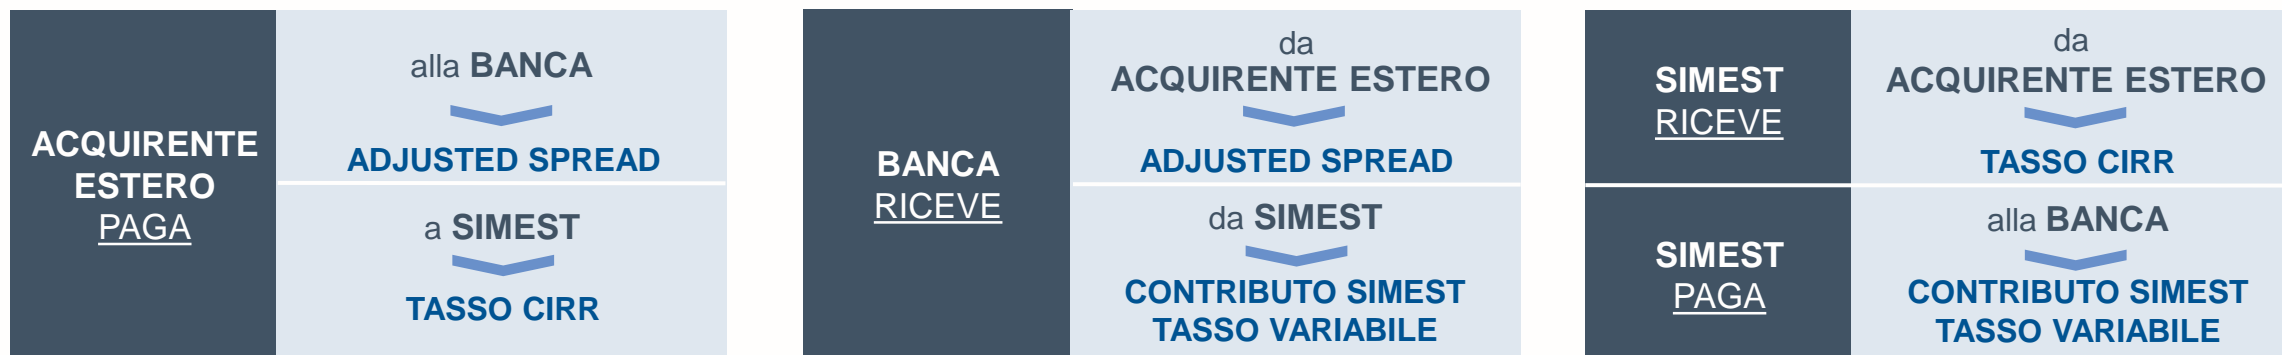 ACQUIRENTE
ESTERO
PAGA
alla BANCA
ADJUSTED SPREAD
a SIMEST
TASSO CIRR
BANCA
RICEVE
da
ACQUIRENTE ESTERO
ADJUSTED SPREAD
da SIMEST
CONTRIBUTO SIMEST
TASSO VARIABILE
SIMEST
RICEVE
da
ACQUIRENTE ESTERO
TASSO CIRR
SIMEST
PAGA
alla BANCA
CONTRIBUTO SIMEST
TASSO VARIABILE